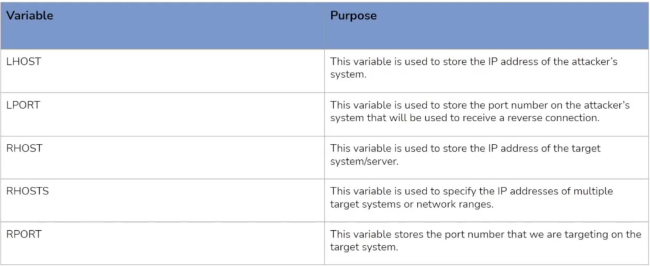 Variable
Purpose
LHOST
This variable is used to store the IP address of the attacker's
system.
LPORT
This variable is used to store the port number on the attacker's
system that will be used to receive a reverse connection.
RHOST
This variable is used to store the IP address of the target
system/server.
RHOSTS
This variable is used to specify the IP addresses of multiple
target systems or network ranges.
RPORT
This variable stores the port number that we are targeting on the
target system.